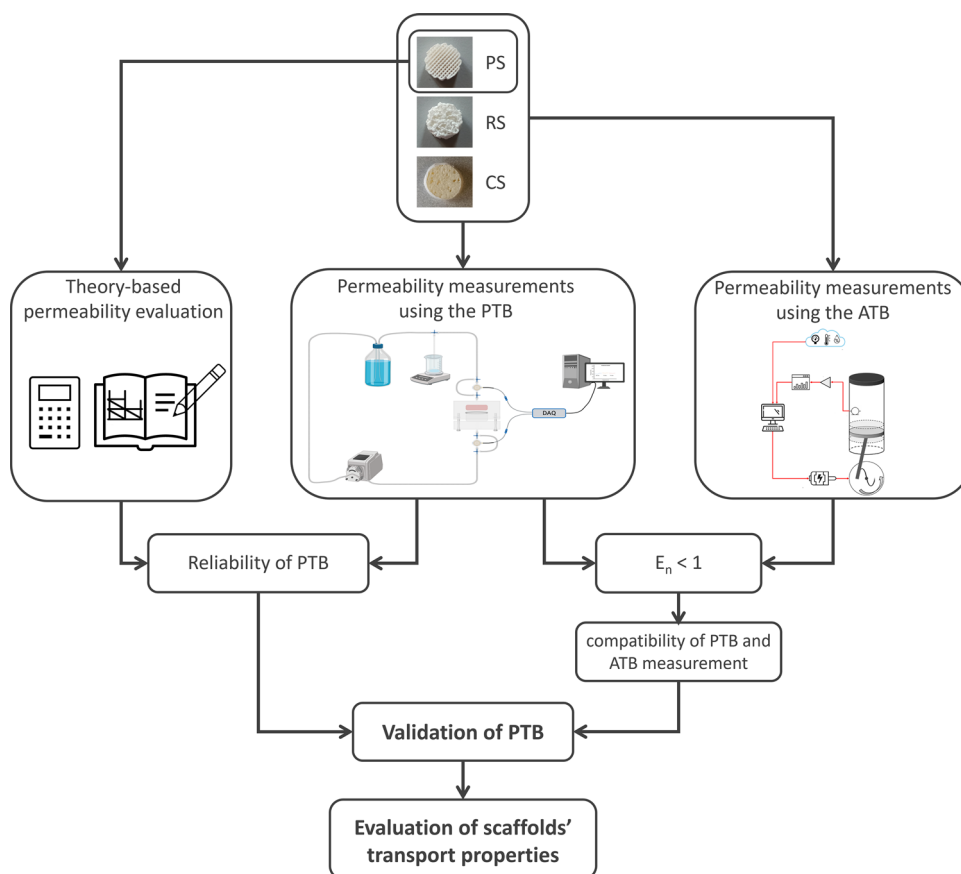 PS
RS
CS
Theory-based
permeability evaluation
Permeability measurements
using the PTB
DAQ
Permeability measurements
using the ATB
Reliability of PTB
Eₙ < 1
compatibility of PTB and
ATB measurement
Validation of PTB
Evaluation of scaffolds’
transport properties